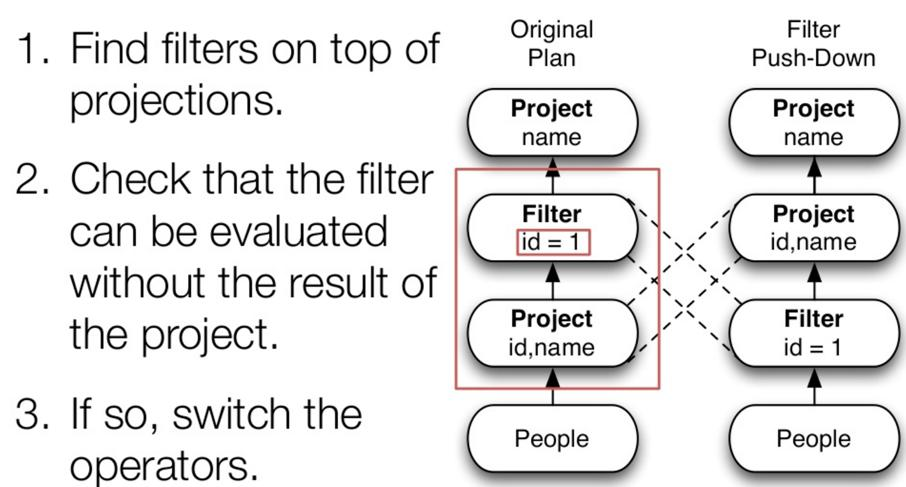 1. Find filters on top of
projections.
2. Check that the filter
can be evaluated
without the result of
the project.
3. If so, switch the
operators.
Original
Plan
Project
name
Filter
id = 1
Project
id,name
People
Filter
Push-Down
Project
name
Project
id,name
Filter
id = 1
People